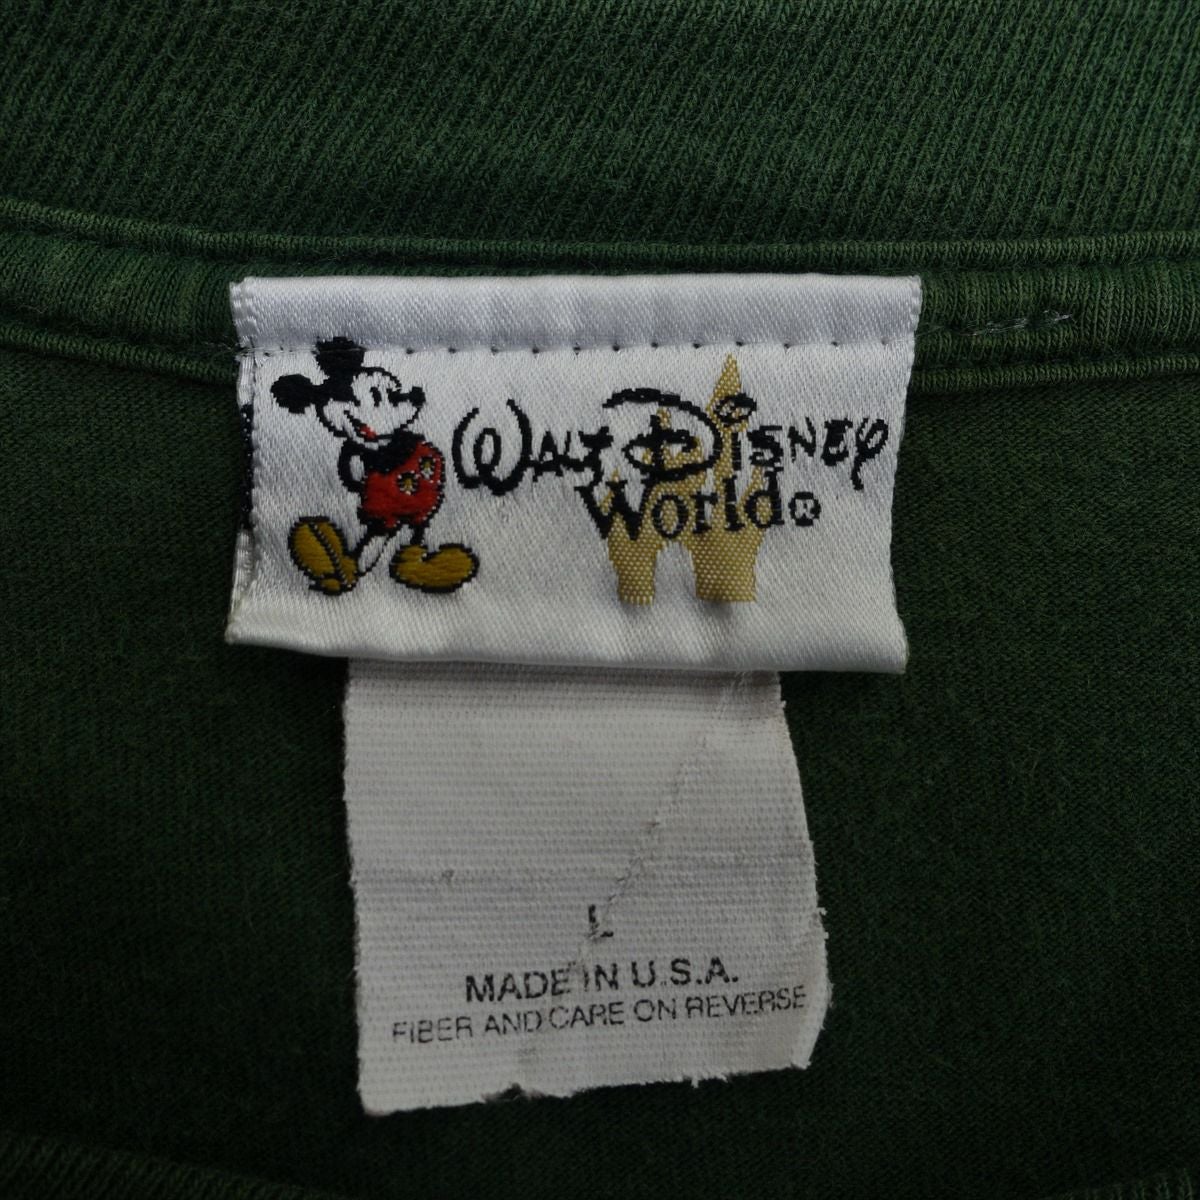 Walt Disney
World®
L
MADE IN U.S.A.
FIBER AND CARE ON REVERSE